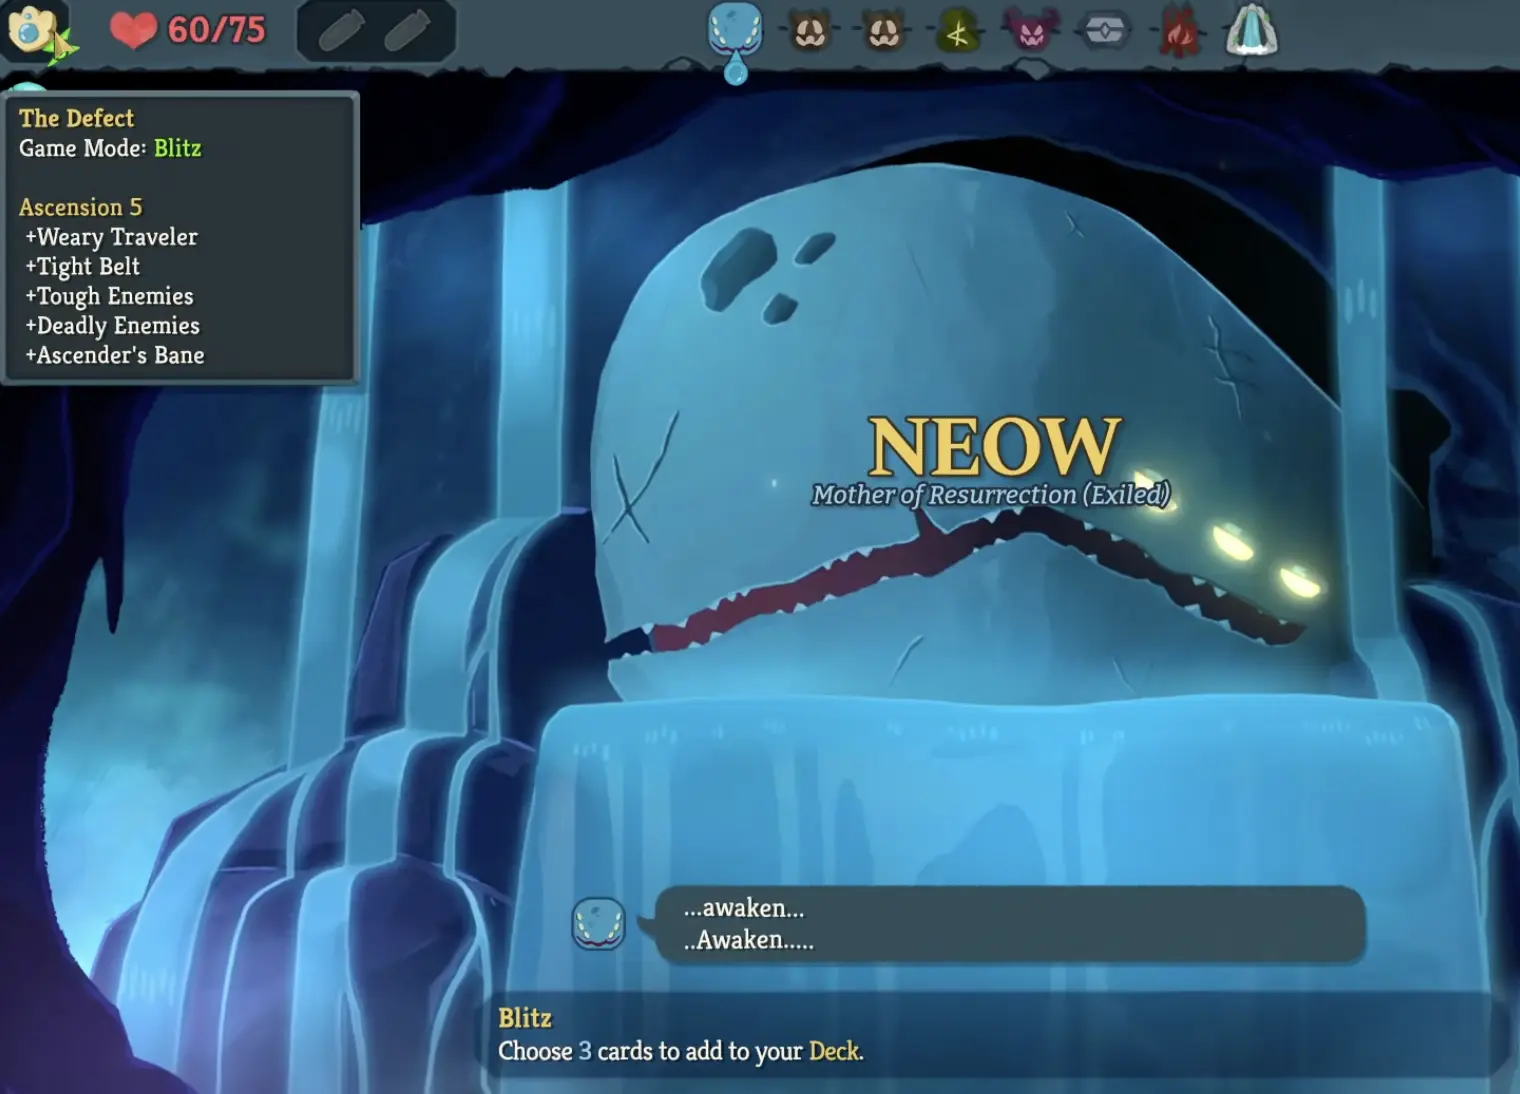 60/75
The Defect
Game Mode: Blitz
Ascension 5
+Weary Traveler
+Tight Belt
+Tough Enemies
+Deadly Enemies
+Ascender's Bane
NEOW
Mother of Resurrection (Exiled)
...awaken...
..Awaken.....
Blitz
Choose 3 cards to add to your Deck.